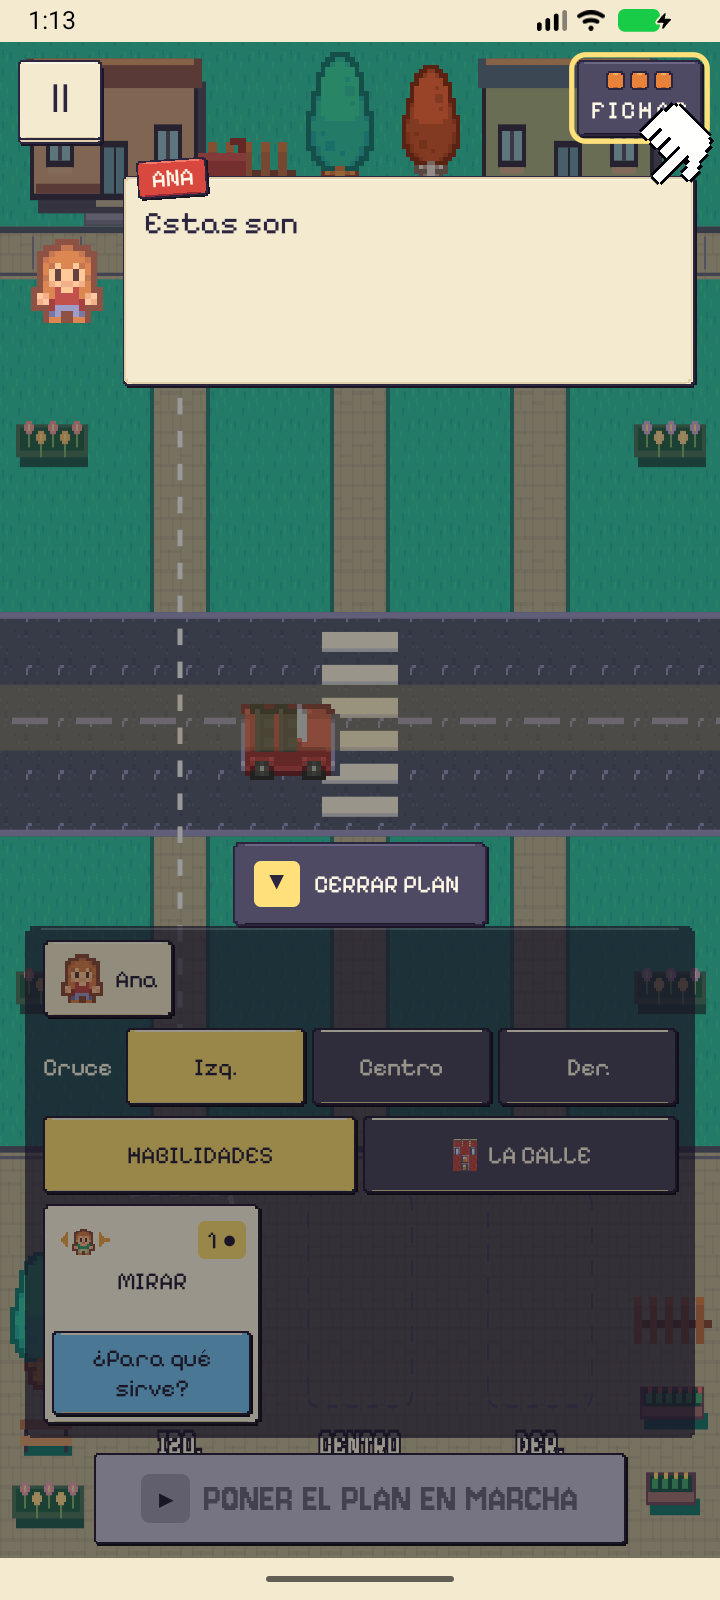 1:13
ANA
Estas son
CERRAR PLAN
Ana
Cruce
Izq.
Centro
Der.
HABILIDADES
LA CALLE
1
MIRAR
¿Para qué
sirve?
IZQ.
CENTRO
DER.
PONER EL PLAN EN MARCHA